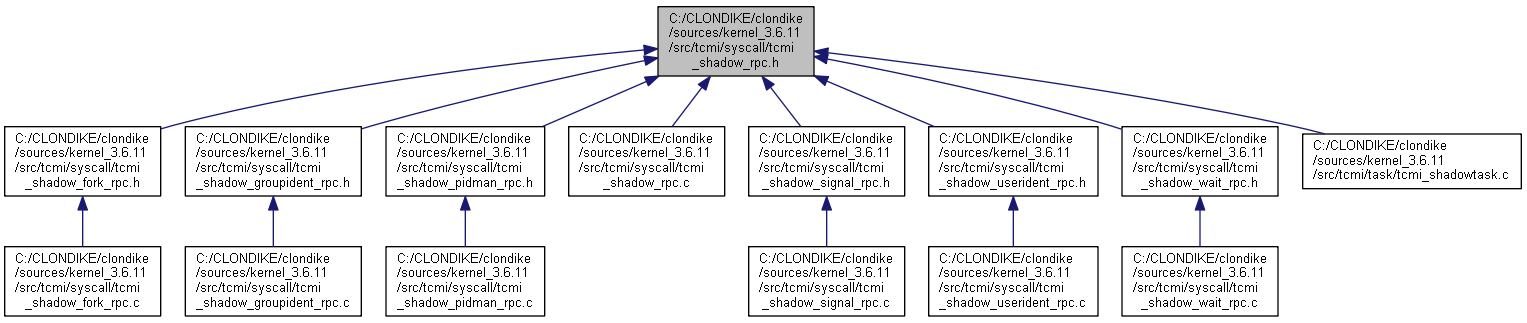 C:/CLONDIKE/clondike
/sources/kernel_3.6.11
/src/tcmi/syscall/tcmi
_shadow_rpc.h
C:/CLONDIKE/clondike
/sources/kernel_3.6.11
/src/tcmi/syscall/tcmi
_shadow_fork_rpc.h
C:/CLONDIKE/clondike
/sources/kernel_3.6.11
/src/tcmi/syscall/tcmi
_shadow_groupident_rpc.h
C:/CLONDIKE/clondike
/sources/kernel_3.6.11
/src/tcmi/syscall/tcmi
_shadow_pidman_rpc.h
C:/CLONDIKE/clondike
/sources/kernel_3.6.11
/src/tcmi/syscall/tcmi
_shadow_rpc.c
C:/CLONDIKE/clondike
/sources/kernel_3.6.11
/src/tcmi/syscall/tcmi
_shadow_signal_rpc.h
C:/CLONDIKE/clondike
/sources/kernel_3.6.11
/src/tcmi/syscall/tcmi
_shadow_userident_rpc.h
C:/CLONDIKE/clondike
/sources/kernel_3.6.11
/src/tcmi/syscall/tcmi
_shadow_wait_rpc.h
C:/CLONDIKE/clondike
/sources/kernel_3.6.11
/src/tcmi/task/tcmi_shadowtask.c
C:/CLONDIKE/clondike
/sources/kernel_3.6.11
/src/tcmi/syscall/tcmi
_shadow_fork_rpc.c
C:/CLONDIKE/clondike
/sources/kernel_3.6.11
/src/tcmi/syscall/tcmi
_shadow_groupident_rpc.c
C:/CLONDIKE/clondike
/sources/kernel_3.6.11
/src/tcmi/syscall/tcmi
_shadow_pidman_rpc.c
C:/CLONDIKE/clondike
/sources/kernel_3.6.11
/src/tcmi/syscall/tcmi
_shadow_signal_rpc.c
C:/CLONDIKE/clondike
/sources/kernel_3.6.11
/src/tcmi/syscall/tcmi
_shadow_userident_rpc.c
C:/CLONDIKE/clondike
/sources/kernel_3.6.11
/src/tcmi/syscall/tcmi
_shadow_wait_rpc.c